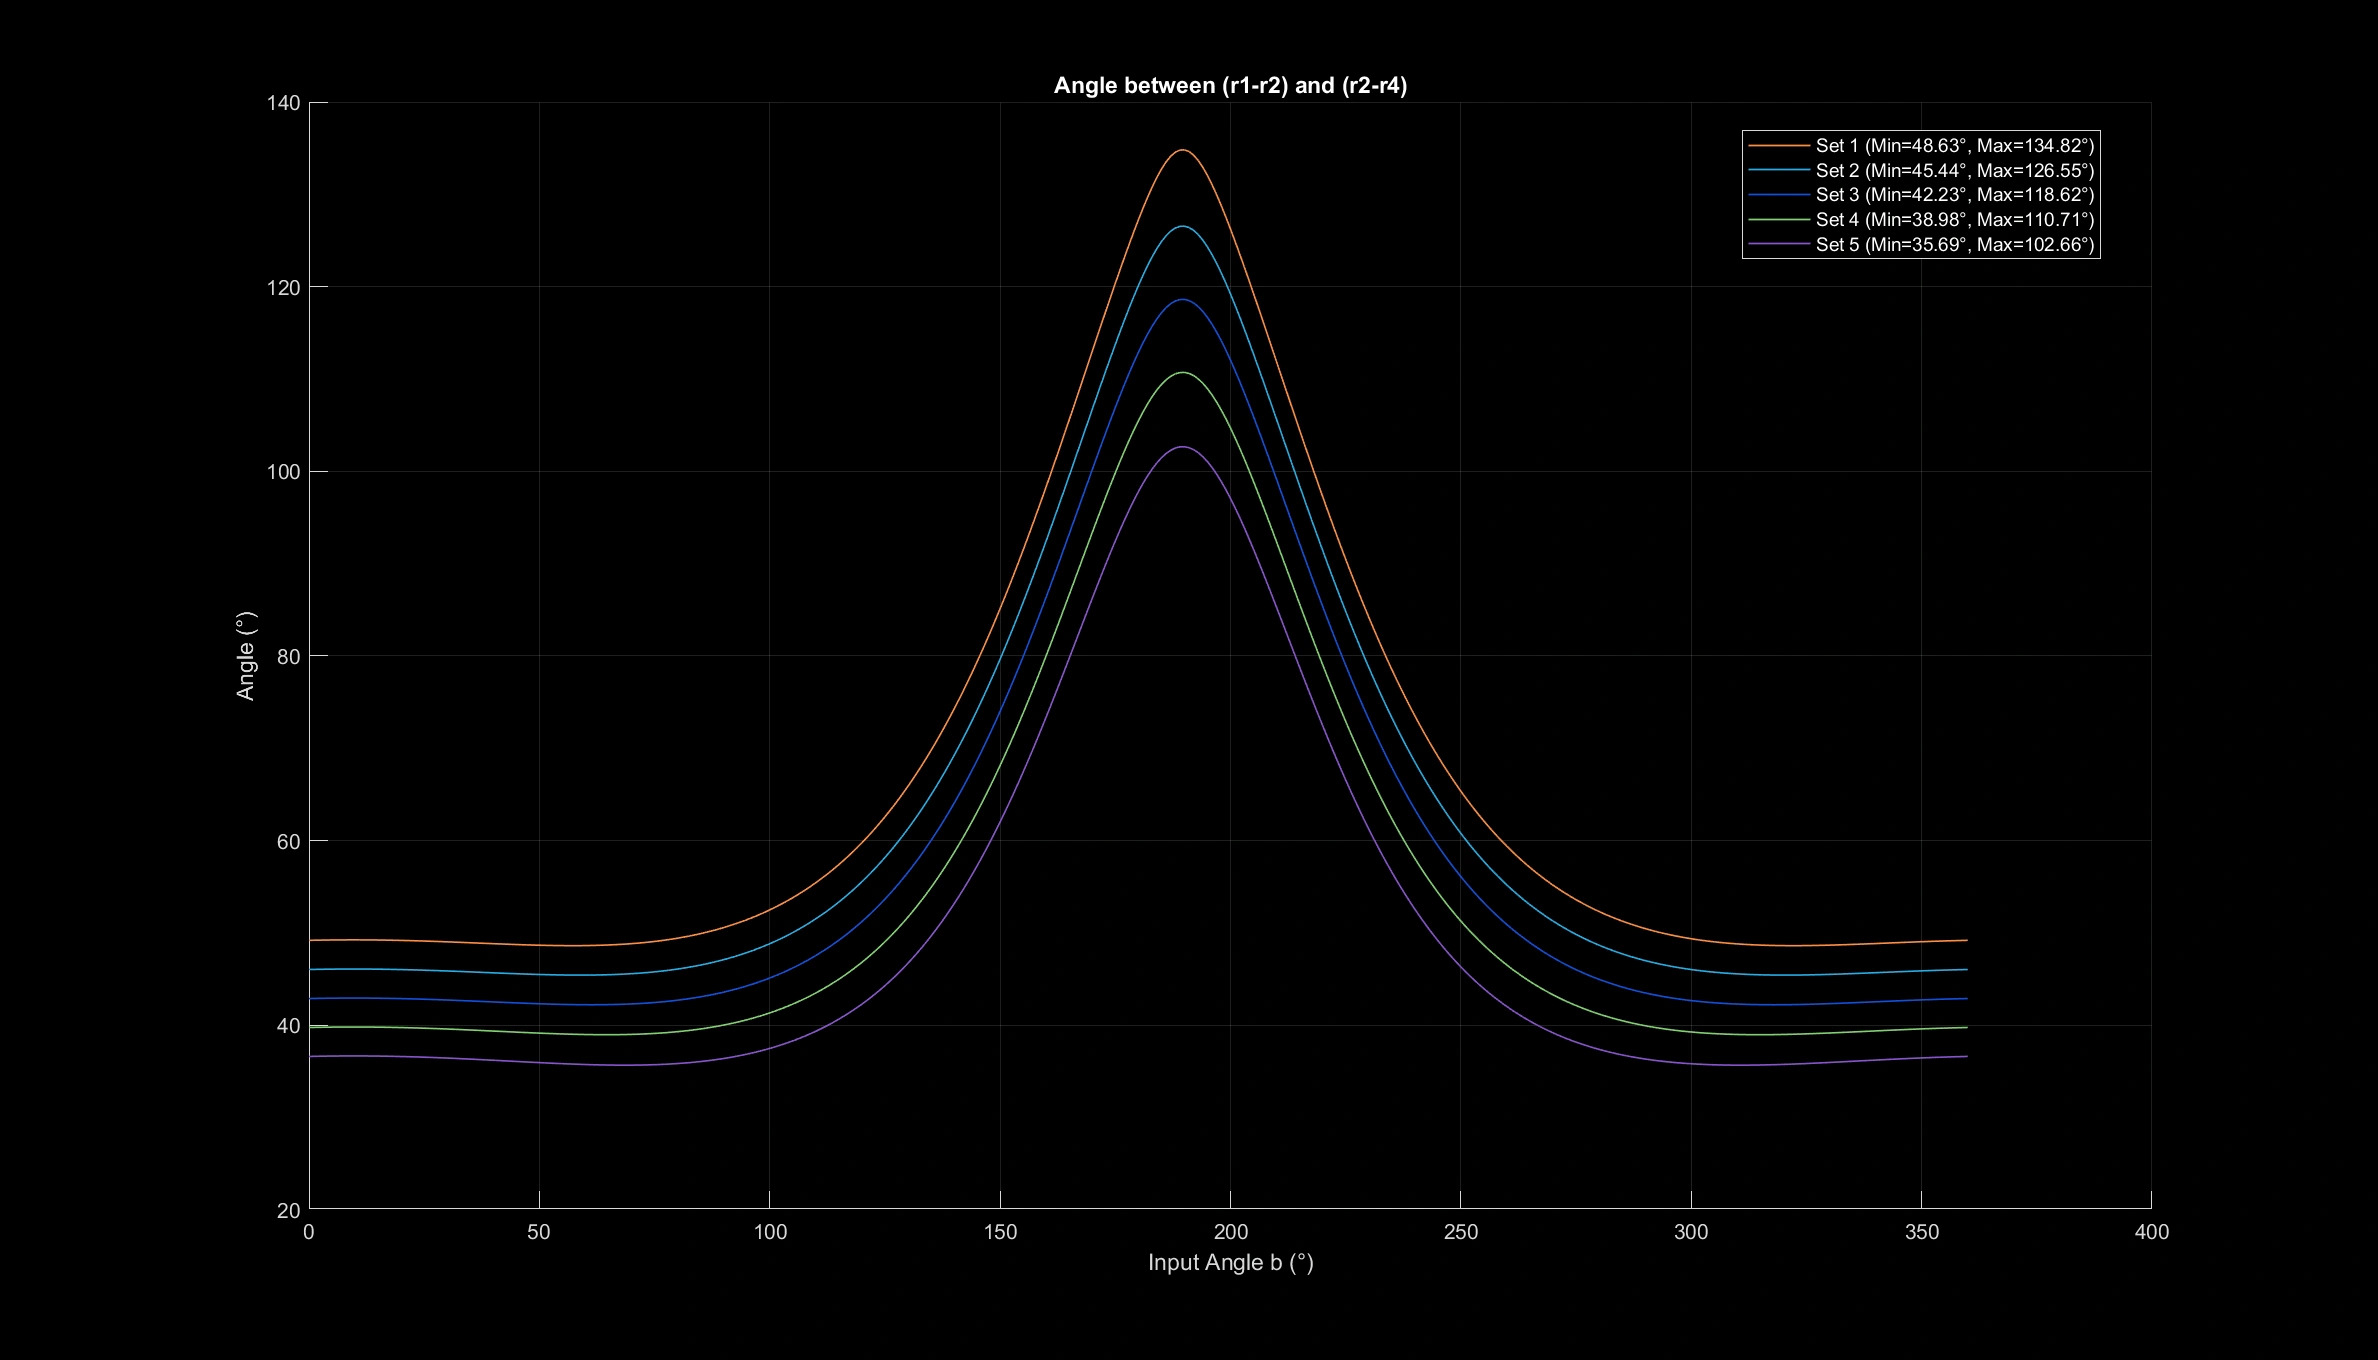 Angle between (r1-r2) and (r2-r4)
140
120
100
80
60
40
20
Angle (°)
Set 1 (Min=48.63°, Max=134.82°)
Set 2 (Min=45.44°, Max=126.55°)
Set 3 (Min=42.23°, Max=118.62°)
Set 4 (Min=38.98°, Max=110.71°)
Set 5 (Min=35.69°, Max=102.66°)
0 50 100 150 200 250 300 350 400
Input Angle b (°)